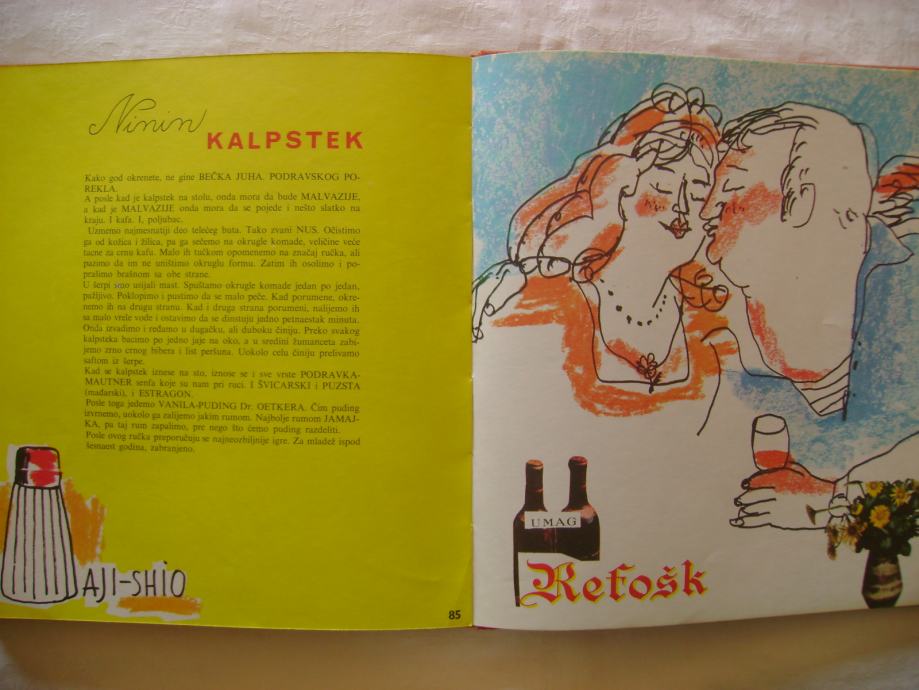 Ninin
KALPSTEK
Kako god okrenete, ne gine BEČKA JUHA. PODRAVSKOG PO-
REKLA.
A posle kad je kalpstek na stolu, onda mora da bude MALVAZIJE,
a kad je MALVAZIJE onda mora da se pojede i nešto slatko na
kraju. I kafa. I, poljubac.
Uzmemo najmesnatiji deo telećeg buta. Tako zvani NUS. Očistimo
ga od kožica i žilica, pa ga sečemo na okrugle komade, veličine veće
tacne za crnu kafu. Malo ih tučkom opomenemo na značaj ručka, ali
pazimo da im ne uništimo okruglu formu. Zatim ih osolimo i po-
prašimo brašnom sa obe strane.
U šerpi smo usijali mast. Spuštamo okrugle komade jedan po jedan,
pažljivo. Poklopimo i pustimo da se malo peče. Kad porumene, okre-
nemo ih na drugu stranu. Kad i druga strana porumeni, nalijemo ih
sa malo vrele vode i ostavimo da se dinstuju jadno petnaestak minuta.
Onda izvadimo i ređamo u dugačku, ali duboku činiju. Preko svakog
kalpsteka bacimo po jedno jaje na oko, a u sredini žumanceta zabi-
jemo zrno crnog bibera i list peršuna. Uokolo celu činiju prelivamo
saftom iz šerpe.
Kad se kalpstek iznese na sto, iznose se i sve vrste PODRAVKA-
MAUTNER senfa koje su nam pri ruci. I ŠVICARSKI i PUZSTA
(mađarski), i ESTRAGON.
Posle toga jedemo VANILA-PUDING Dr. OETKERA. Čim puding
izvrnemo, uokolo ga zalijemo jakim rumom. Najbolje rumom JAMAJ-
KA, pa taj rum zapalimo, pre nego što ćemo puding razdeliti.
Posle ovog ručka preporučuju se najneozbiljnije igre. Za mladež ispod
šesnaest godina, zabranjeno.
AJI-SHIO
85
UMAG
Refošk